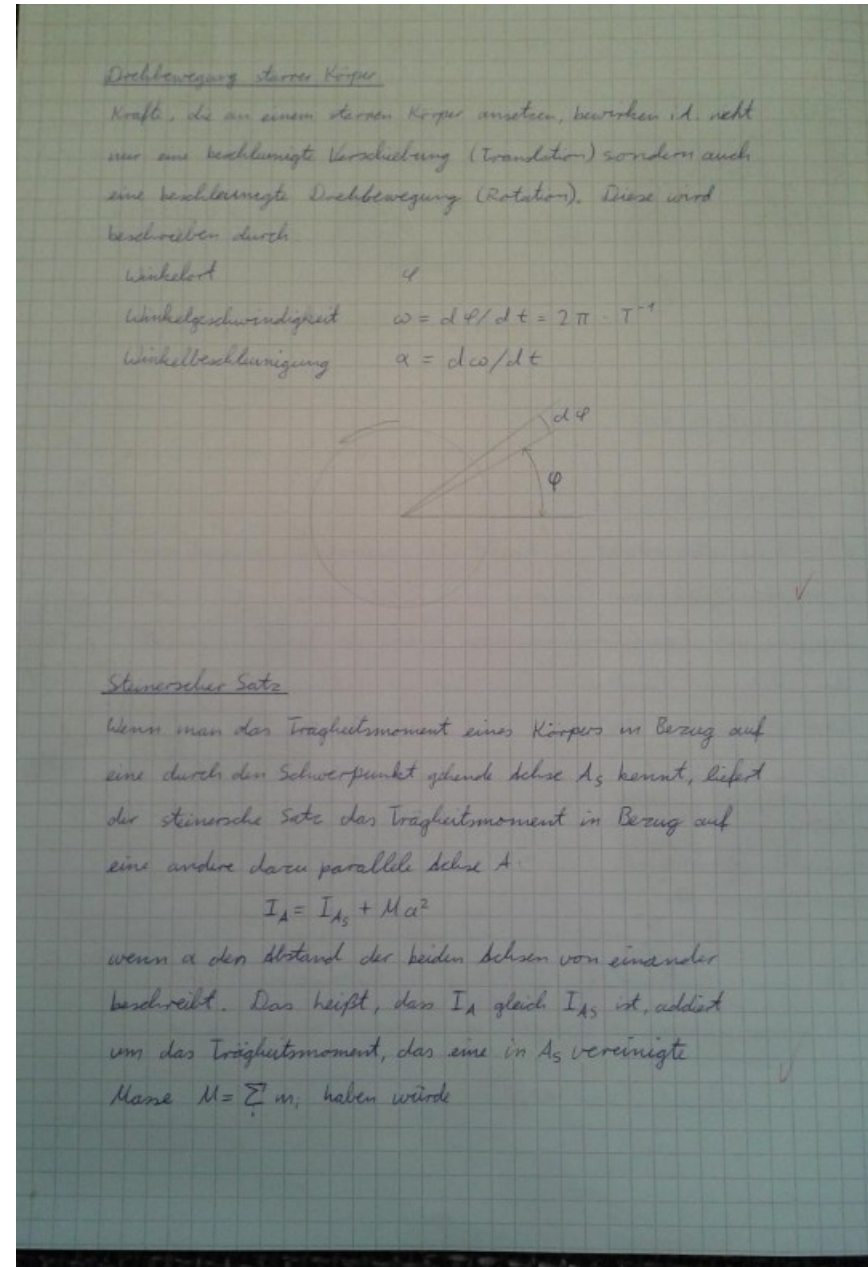 Drehbewegung starrer Körper
Kräfte, die an einem starren Körper ansetzen, bewirken i.d. nicht
nur eine beschleunigte Verschiebung (Translation) sondern auch
eine beschleunigte Drehbewegung (Rotation). Diese wird
beschrieben durch
Winkelort φ
Winkelgeschwindigkeit ω = dφ/dt = 2π · T⁻¹
Winkelbeschleunigung α = dω/dt
dφ
φ
Steinerscher Satz
Wenn man das Trägheitsmoment eines Körpers in Bezug auf
eine durch den Schwerpunkt gehende Achse A_S kennt, liefert
der steinersche Satz das Trägheitsmoment in Bezug auf
eine andere dazu parallele Achse A.
I_A = I_{A_S} + Ma²
wenn a den Abstand der beiden Achsen von einander
beschreibt. Das heißt, dass I_A gleich I_{AS} ist, addiert
um das Trägheitsmoment, das eine in A_S vereinigte
Masse M = Σ_i m_i haben würde